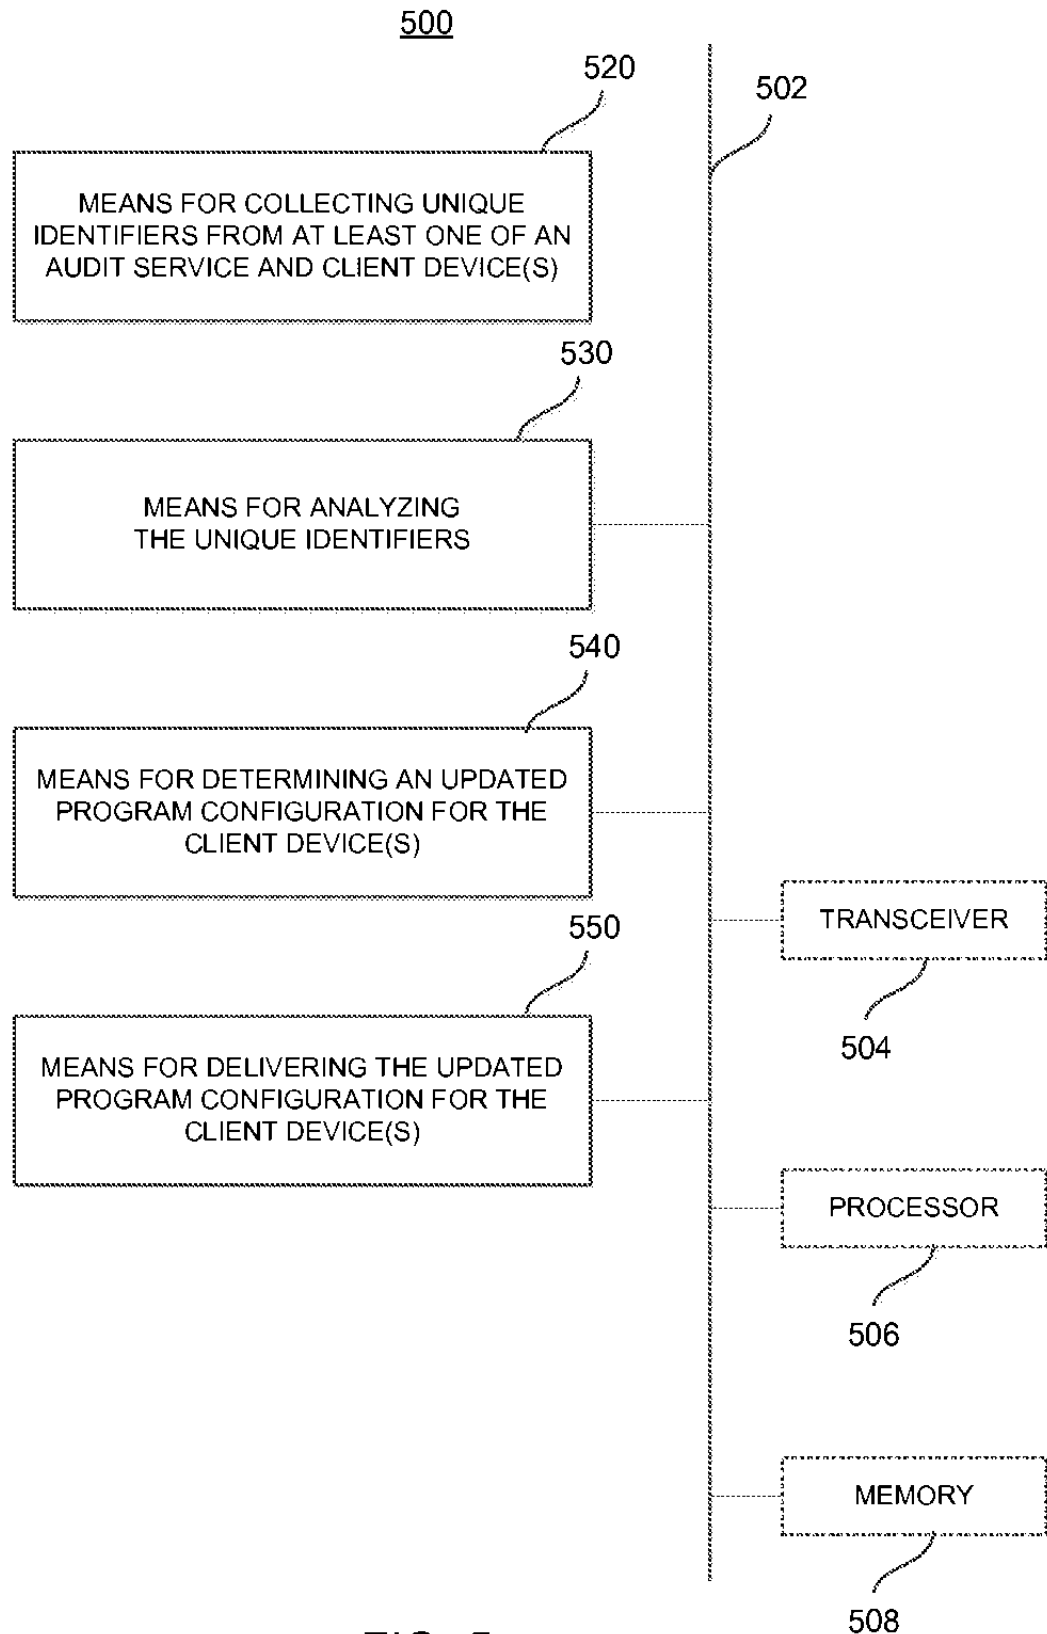 500
520
502
MEANS FOR COLLECTING UNIQUE
IDENTIFIERS FROM AT LEAST ONE OF AN
AUDIT SERVICE AND CLIENT DEVICE(S)
530
MEANS FOR ANALYZING
THE UNIQUE IDENTIFIERS
540
MEANS FOR DETERMINING AN UPDATED
PROGRAM CONFIGURATION FOR THE
CLIENT DEVICE(S)
TRANSCEIVER
504
550
MEANS FOR DELIVERING THE UPDATED
PROGRAM CONFIGURATION FOR THE
CLIENT DEVICE(S)
PROCESSOR
506
MEMORY
508